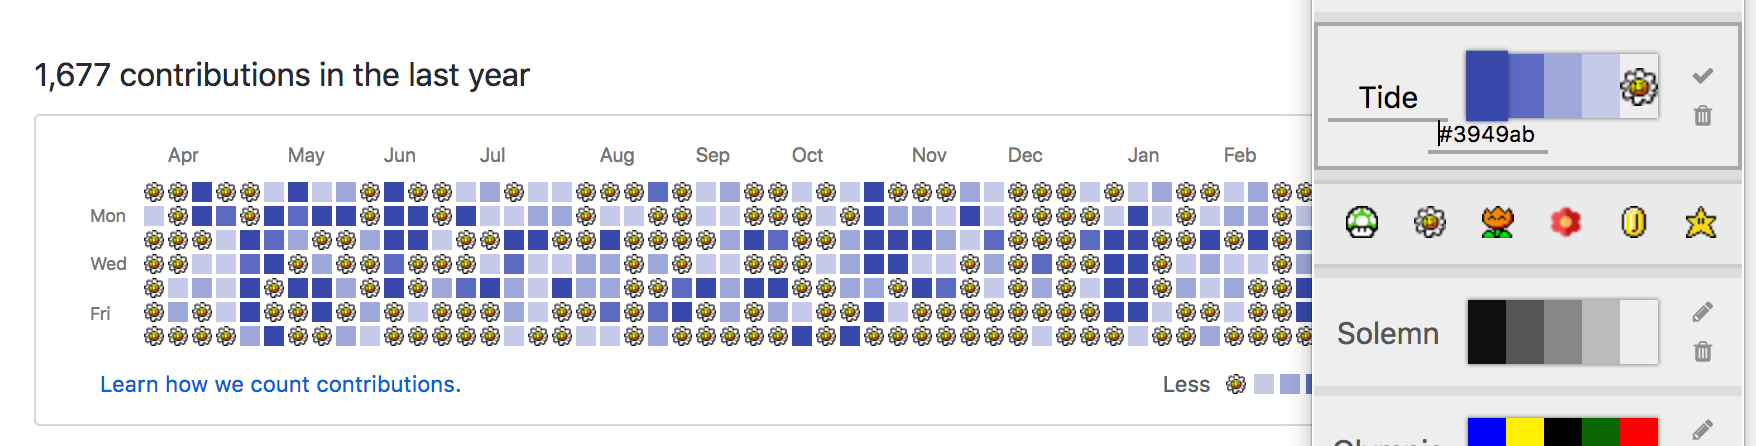 1,677 contributions in the last year
Apr May Jun Jul Aug Sep Oct Nov Dec Jan Feb
Mon
Wed
Fri
Learn how we count contributions.
Less
Tide
#3949ab
Solemn